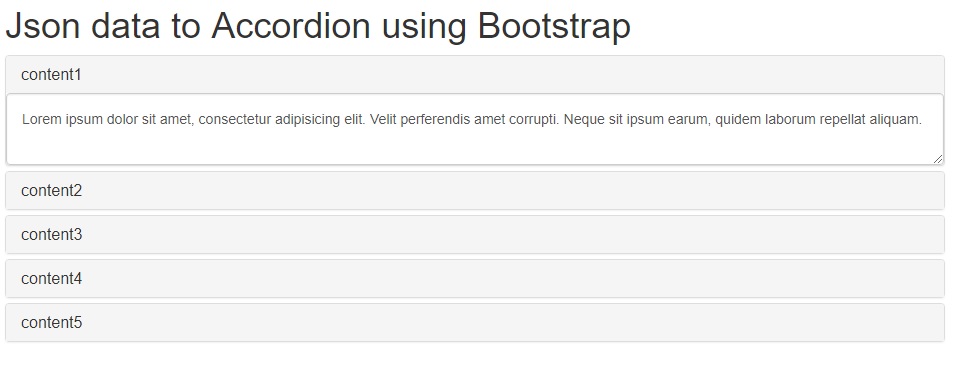 Json data to Accordion using Bootstrap
content1
Lorem ipsum dolor sit amet, consectetur adipisicing elit. Velit perferendis amet corrupti. Neque sit ipsum earum, quidem laborum repellat aliquam.
content2
content3
content4
content5